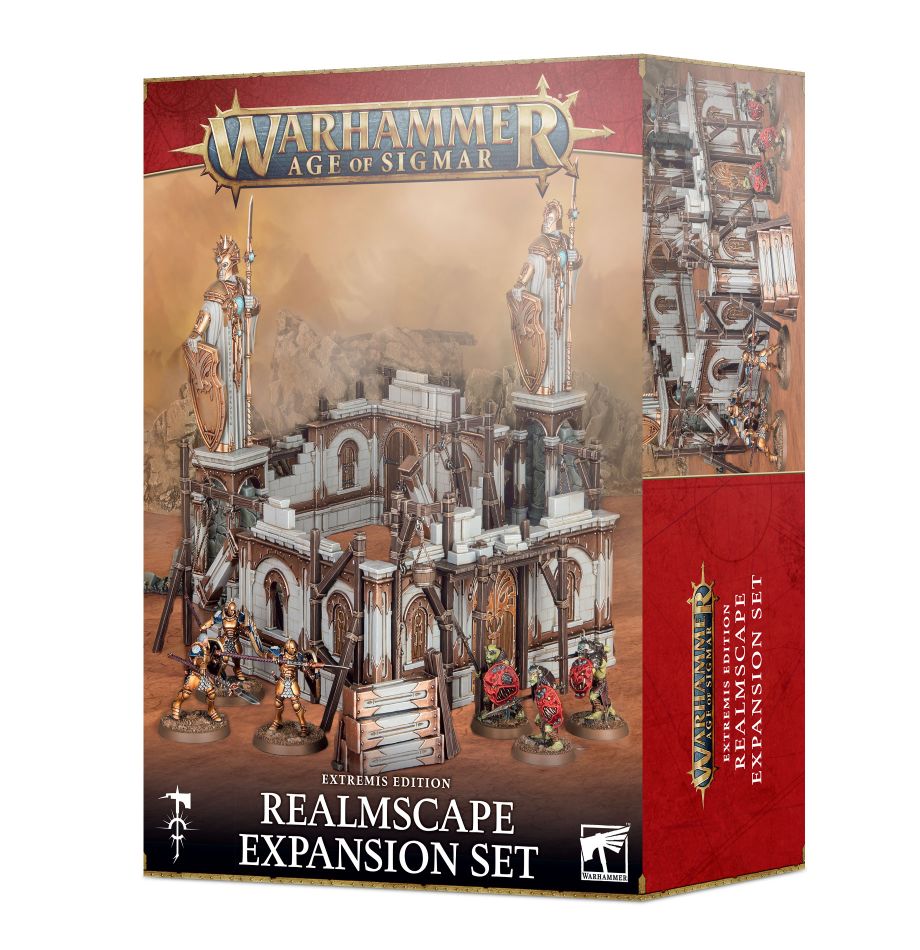 WARHAMMER
AGE OF SIGMAR
EXTREMIS EDITION
REALMSCAPE
EXPANSION SET
WARHAMMER
WARHAMMER
AGE OF SIGMAR
EXTREMIS EDITION
REALMSCAPE
EXPANSION SET